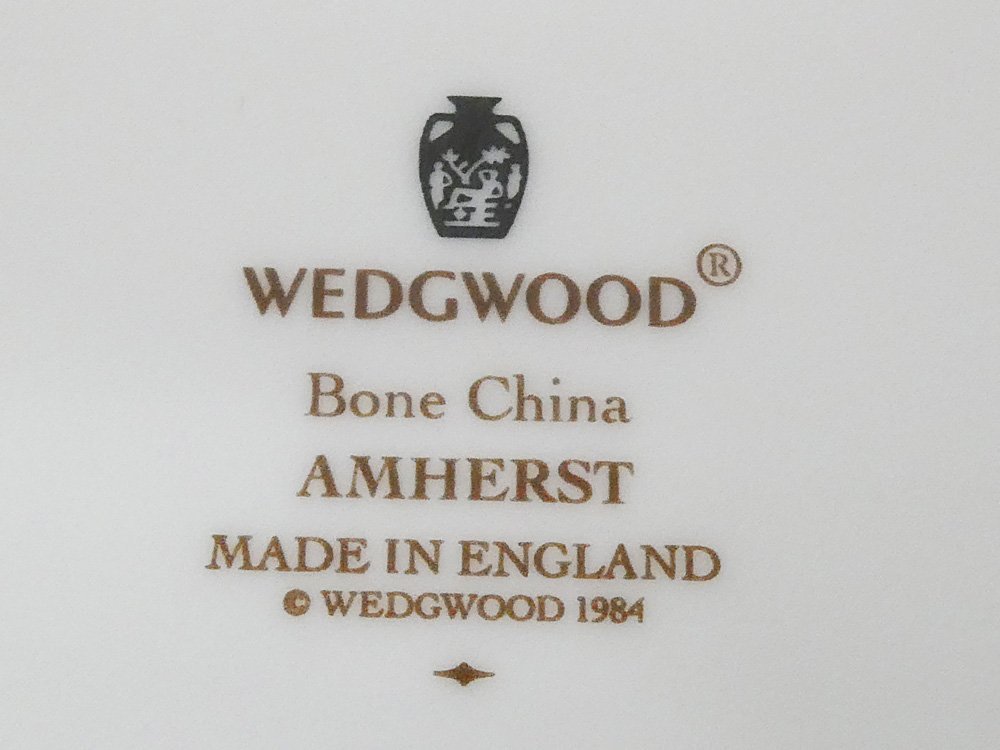 WEDGWOOD®
Bone China
AMHERST
MADE IN ENGLAND
© WEDGWOOD 1984